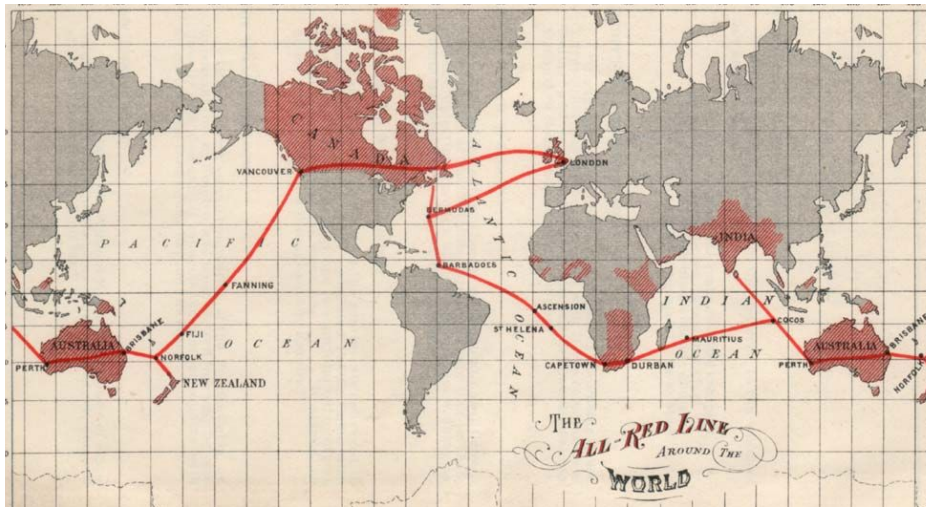 CANADA
ATLANTIC OCEAN
VANCOUVER
LONDON
BERMUDAS
PACIFIC
INDIA
BARBADOES
FANNING
INDIAN
ASCENSION
BRISBANE
FIJI
OCEAN
ST HELENA
COCOS
BRISBANE
AUSTRALIA
NORFOLK
MAURITIUS
AUSTRALIA
PERTH
CAPETOWN
DURBAN
OCEAN
PERTH
NORFOLK
NEW ZEALAND
THE
ALL-RED LINE
AROUND THE
WORLD